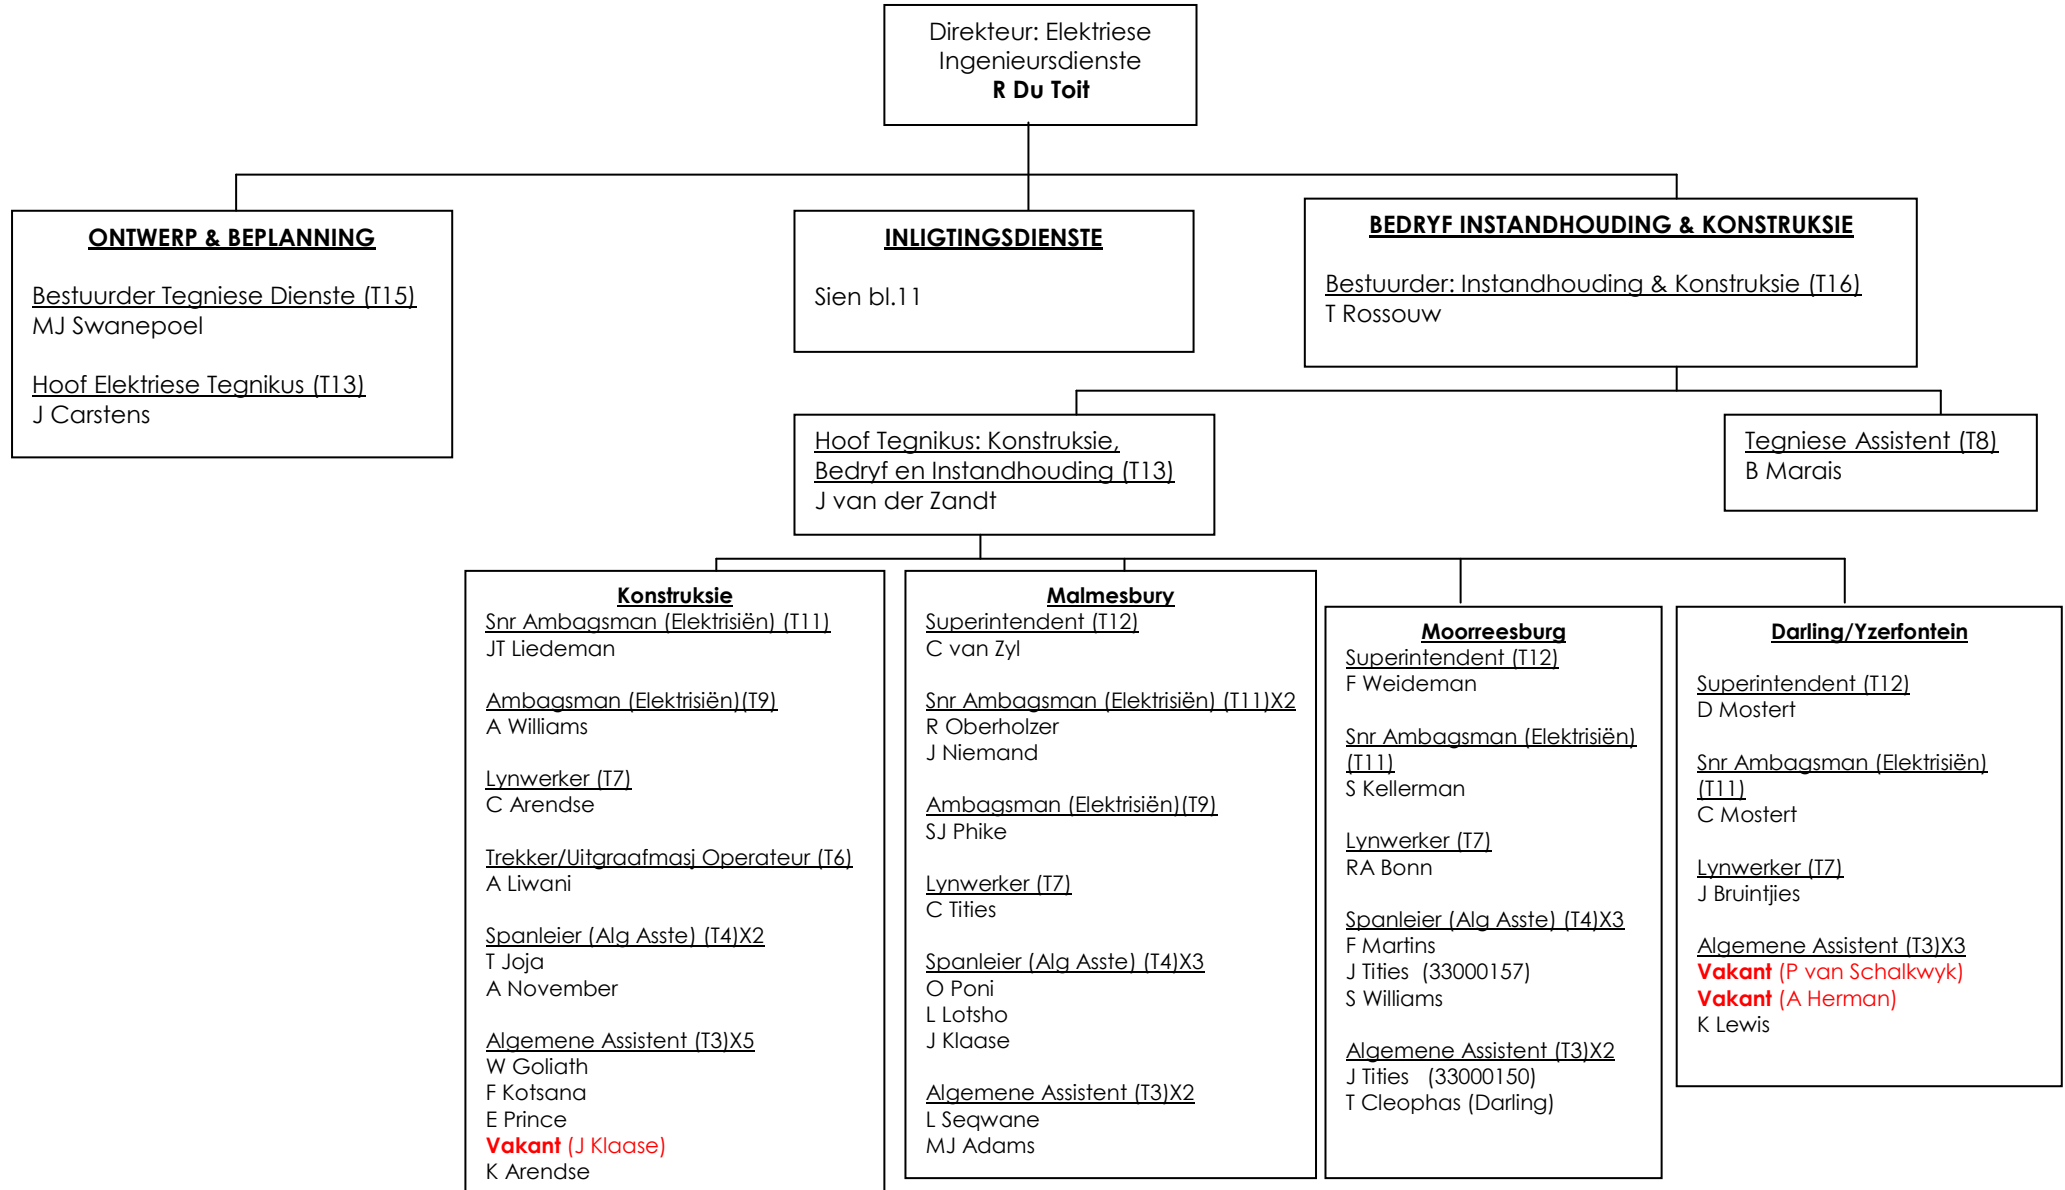 Direkteur: Elektriese
Ingenieursdienste
R Du Toit
ONTWERP & BEPLANNING
Bestuurder Tegniese Dienste (T15)
MJ Swanepoel
Hoof Elektriese Tegnikus (T13)
J Carstens
INLIGTINGSDIENSTE
Sien bl.11
BEDRYF INSTANDHOUDING & KONSTRUKSIE
Bestuurder: Instandhouding & Konstruksie (T16)
T Rossouw
Hoof Tegnikus: Konstruksie,
Bedryf en Instandhouding (T13)
J van der Zandt
Tegniese Assistent (T8)
B Marais
Konstruksie
Snr Ambagsman (Elektrisiën) (T11)
JT Liedeman
Ambagsman (Elektrisiën)(T9)
A Williams
Lynwerker (T7)
C Arendse
Trekker/Uitgraafmasj Operateur (T6)
A Liwani
Spanleier (Alg Asste) (T4)X2
T Joja
A November
Algemene Assistent (T3)X5
W Goliath
F Kotsana
E Prince
Vakant (J Klaase)
K Arendse
Malmesbury
Superintendent (T12)
C van Zyl
Snr Ambagsman (Elektrisiën) (T11)X2
R Oberholzer
J Niemand
Ambagsman (Elektrisiën)(T9)
SJ Phike
Lynwerker (T7)
C Tities
Spanleier (Alg Asste) (T4)X3
O Poni
L Lotsho
J Klaase
Algemene Assistent (T3)X2
L Seqwane
MJ Adams
Moorreesburg
Superintendent (T12)
F Weideman
Snr Ambagsman (Elektrisiën)
(T11)
S Kellerman
Lynwerker (T7)
RA Bonn
Spanleier (Alg Asste) (T4)X3
F Martins
J Tities (33000157)
S Williams
Algemene Assistent (T3)X2
J Tities (33000150)
T Cleophas (Darling)
Darling/Yzerfontein
Superintendent (T12)
D Mostert
Snr Ambagsman (Elektrisiën)
(T11)
C Mostert
Lynwerker (T7)
J Bruintjies
Algemene Assistent (T3)X3
Vakant (P van Schalkwyk)
Vakant (A Herman)
K Lewis